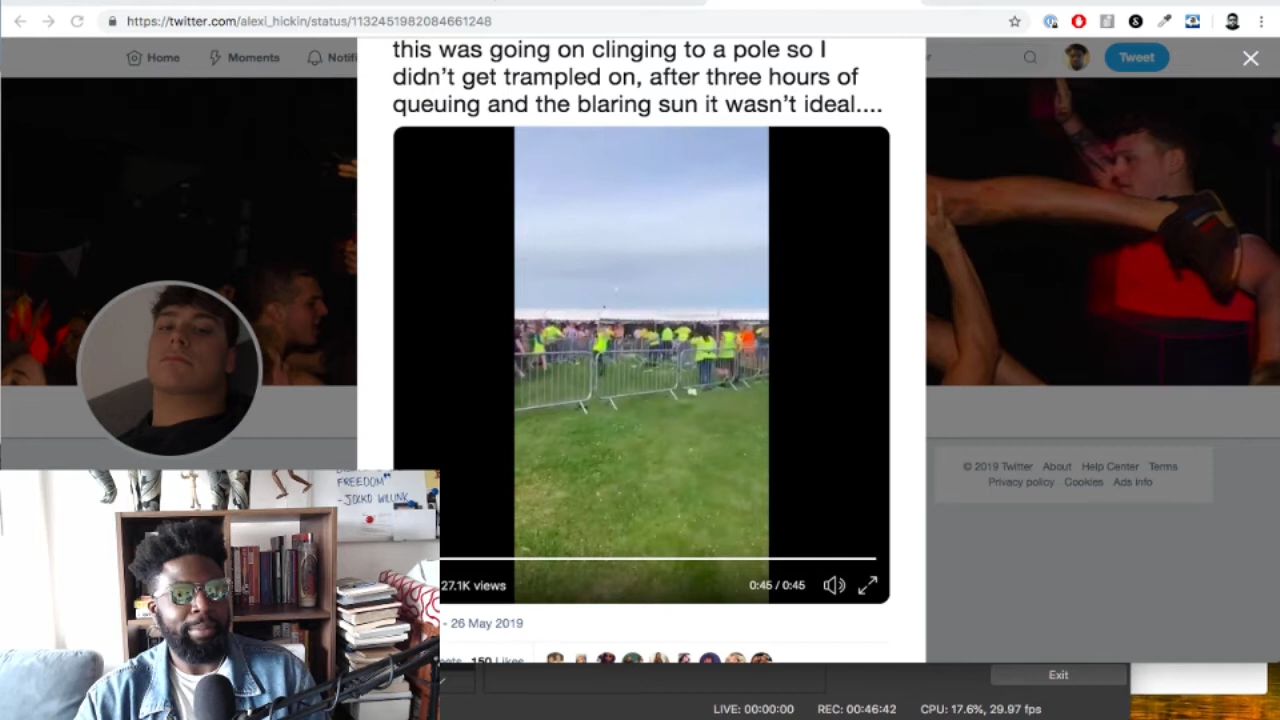 https://twitter.com/alexi_hickin/status/1132451982084661248
Home
Moments
Tweet
this was going on clinging to a pole so I
didn't get trampled on, after three hours of
queuing and the blaring sun it wasn't ideal....
FREEDOM"
- JOCKO WILLINK
27.1K views
0:45 / 0:45
- 26 May 2019
150 Likes
© 2019 Twitter About Help Center Terms
Privacy policy Cookies Ads info
Exit
LIVE: 00:00:00
REC: 00:46:42
CPU: 17.6%, 29.97 fps